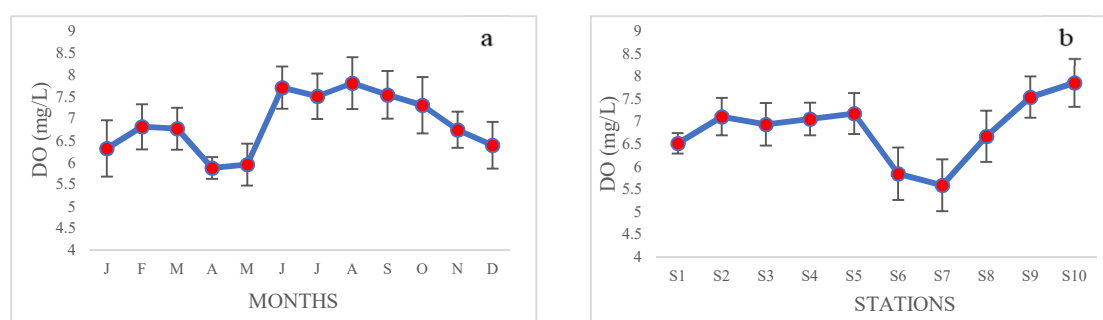 a
DO (mg/L)
9
8.5
8
7.5
7
6.5
6
5.5
5
4.5
4
J F M A M J J A S O N D
MONTHS
b
DO (mg/L)
9
8.5
8
7.5
7
6.5
6
5.5
5
4.5
4
S1 S2 S3 S4 S5 S6 S7 S8 S9 S10
STATIONS